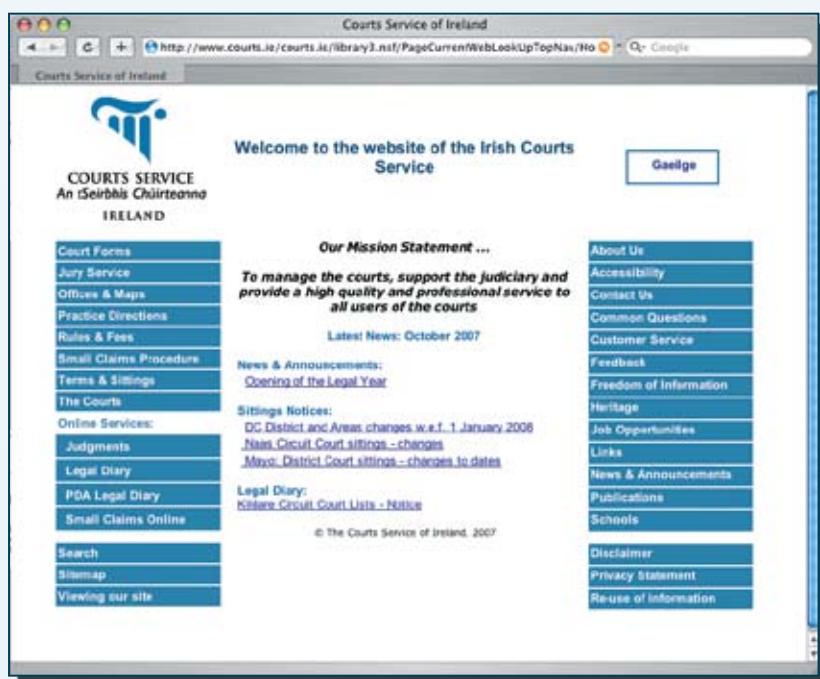 Courts Service of Ireland
http://www.courts.ie/courts.ie/library3.nsf/PageCurrentWebLookUpTopNav/Ho
Google
Courts Service of Ireland
COURTS SERVICE
An tSeirbhís Chúirteanna
IRELAND
Welcome to the website of the Irish Courts
Service
Gaeilge
Court Forms
Jury Service
Offices & Maps
Practice Directions
Rules & Fees
Small Claims Procedure
Terms & Sittings
The Courts
Online Services:
Judgments
Legal Diary
PDA Legal Diary
Small Claims Online
Search
Sitemap
Viewing our site
Our Mission Statement ...
To manage the courts, support the judiciary and
provide a high quality and professional service to
all users of the courts
Latest News: October 2007
News & Announcements:
Opening of the Legal Year
Sittings Notices:
DC District and Areas changes w.e.f. 1 January 2008
Naas Circuit Court sittings - changes
Mayo: District Court sittings - changes to dates
Legal Diary:
Kildare Circuit Court Lists - Notice
© The Courts Service of Ireland, 2007
About Us
Accessibility
Contact Us
Common Questions
Customer Service
Feedback
Freedom of Information
Heritage
Job Opportunities
Links
News & Announcements
Publications
Schools
Disclaimer
Privacy Statement
Re-use of information